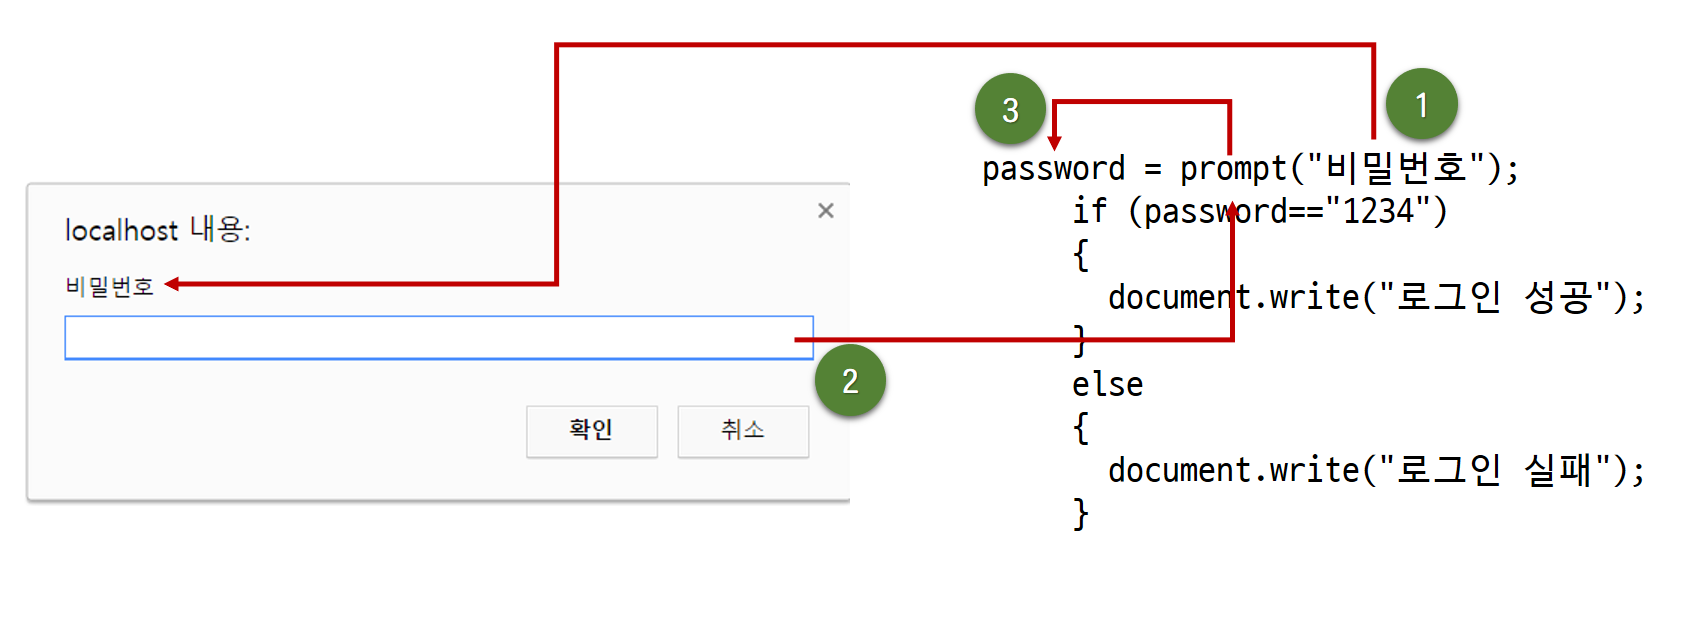 localhost 내용:
×
비밀번호
확인
취소
1
2
3
password = prompt("비밀번호");
if (password=="1234")
{
document.write("로그인 성공");
}
else
{
document.write("로그인 실패");
}